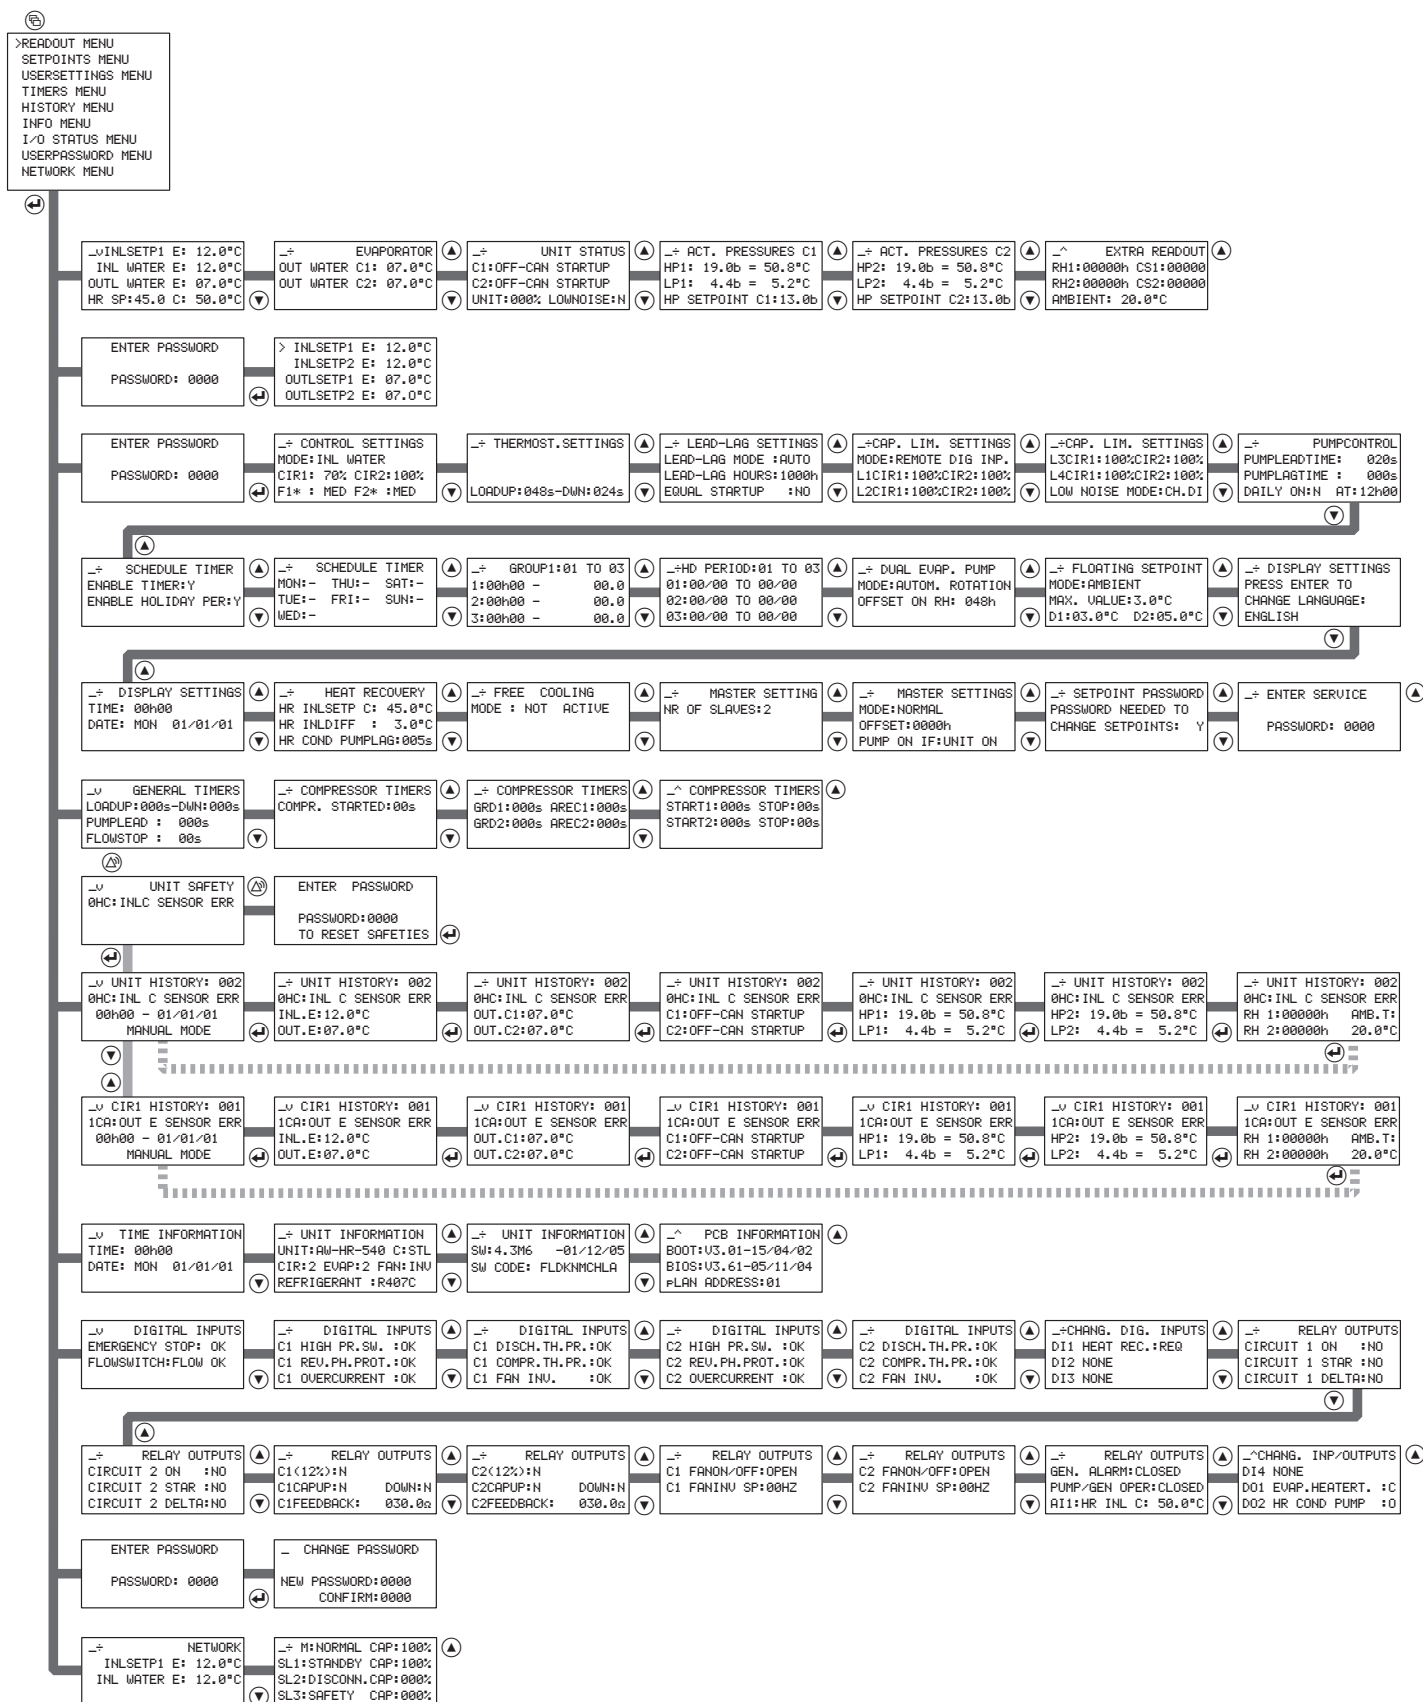 >READOUT MENU
SETPOINTS MENU
USERSETTINGS MENU
TIMERS MENU
HISTORY MENU
INFO MENU
I/O STATUS MENU
USERPASSWORD MENU
NETWORK MENU
_vINLSETP1 E: 12.0°C
INL WATER E: 12.0°C
OUTL WATER E: 07.0°C
HR SP:45.0 C: 50.0°C
_÷ EVAPORATOR
OUT WATER C1: 07.0°C
OUT WATER C2: 07.0°C
_÷ UNIT STATUS
C1:OFF-CAN STARTUP
C2:OFF-CAN STARTUP
UNIT:000% LOWNOISE:N
_÷ ACT. PRESSURES C1
HP1: 19.0b = 50.8°C
LP1: 4.4b = 5.2°C
HP SETPOINT C1:13.0b
_÷ ACT. PRESSURES C2
HP2: 19.0b = 50.8°C
LP2: 4.4b = 5.2°C
HP SETPOINT C2:13.0b
_^ EXTRA READOUT
RH1:00000h CS1:00000
RH2:00000h CS2:00000
AMBIENT: 20.0°C
ENTER PASSWORD
PASSWORD: 0000
> INLSETP1 E: 12.0°C
INLSETP2 E: 12.0°C
OUTLSETP1 E: 07.0°C
OUTLSETP2 E: 07.0°C
ENTER PASSWORD
PASSWORD: 0000
_÷ CONTROL SETTINGS
MODE:INL WATER
CIR1: 70% CIR2:100%
F1* : MED F2* :MED
_÷ THERMOST.SETTINGS
LOADUP:048s-DWN:024s
_÷ LEAD-LAG SETTINGS
LEAD-LAG MODE :AUTO
LEAD-LAG HOURS:1000h
EQUAL STARTUP :NO
_÷CAP. LIM. SETTINGS
MODE:REMOTE DIG INP.
L1CIR1:100%CIR2:100%
L2CIR1:100%CIR2:100%
_÷CAP. LIM. SETTINGS
L3CIR1:100%CIR2:100%
L4CIR1:100%CIR2:100%
LOW NOISE MODE:CH.DI
_÷ PUMPCONTROL
PUMPLEADTIME: 020s
PUMPLAGTIME : 000s
DAILY ON:N AT:12h00
_÷ SCHEDULE TIMER
ENABLE TIMER:Y
ENABLE HOLIDAY PER:Y
_÷ SCHEDULE TIMER
MON:- THU:- SAT:-
TUE:- FRI:- SUN:-
WED:-
_÷ GROUP1:01 TO 03
1:00h00 - 00.0
2:00h00 - 00.0
3:00h00 - 00.0
_÷HD PERIOD:01 TO 03
01:00/00 TO 00/00
02:00/00 TO 00/00
03:00/00 TO 00/00
_÷ DUAL EVAP. PUMP
MODE:AUTOM. ROTATION
OFFSET ON RH: 048h
_÷ FLOATING SETPOINT
MODE:AMBIENT
MAX. VALUE:3.0°C
D1:03.0°C D2:05.0°C
_÷ DISPLAY SETTINGS
PRESS ENTER TO
CHANGE LANGUAGE:
ENGLISH
_÷ DISPLAY SETTINGS
TIME: 00h00
DATE: MON 01/01/01
_÷ HEAT RECOVERY
HR INLSETP C: 45.0°C
HR INLDIFF : 3.0°C
HR COND PUMPLAG:005s
_÷ FREE COOLING
MODE : NOT ACTIVE
_÷ MASTER SETTING
NR OF SLAVES:2
_÷ MASTER SETTINGS
MODE:NORMAL
OFFSET:0000h
PUMP ON IF:UNIT ON
_÷ SETPOINT PASSWORD
PASSWORD NEEDED TO
CHANGE SETPOINTS: Y
_÷ ENTER SERVICE
PASSWORD: 0000
_v GENERAL TIMERS
LOADUP:000s-DWN:000s
PUMPLEAD : 000s
FLOWSTOP : 00s
_÷ COMPRESSOR TIMERS
COMPR. STARTED:00s
_÷ COMPRESSOR TIMERS
GRD1:000s AREC1:000s
GRD2:000s AREC2:000s
_^ COMPRESSOR TIMERS
START1:000s STOP:00s
START2:000s STOP:00s
_v UNIT SAFETY
0HC:INLC SENSOR ERR
ENTER PASSWORD
PASSWORD:0000
TO RESET SAFETIES
_v UNIT HISTORY: 002
0HC:INL C SENSOR ERR
00h00 - 01/01/01
MANUAL MODE
_÷ UNIT HISTORY: 002
0HC:INL C SENSOR ERR
INL.E:12.0°C
OUT.E:07.0°C
_÷ UNIT HISTORY: 002
0HC:INL C SENSOR ERR
OUT.C1:07.0°C
OUT.C2:07.0°C
_÷ UNIT HISTORY: 002
0HC:INL C SENSOR ERR
C1:OFF-CAN STARTUP
C2:OFF-CAN STARTUP
_÷ UNIT HISTORY: 002
0HC:INL C SENSOR ERR
HP1: 19.0b = 50.8°C
LP1: 4.4b = 5.2°C
_÷ UNIT HISTORY: 002
0HC:INL C SENSOR ERR
HP2: 19.0b = 50.8°C
LP2: 4.4b = 5.2°C
_÷ UNIT HISTORY: 002
0HC:INL C SENSOR ERR
RH 1:00000h AMB.T:
RH 2:00000h 20.0°C
_v CIR1 HISTORY: 001
1CA:OUT E SENSOR ERR
00h00 - 01/01/01
MANUAL MODE
_v CIR1 HISTORY: 001
1CA:OUT E SENSOR ERR
INL.E:12.0°C
OUT.E:07.0°C
_v CIR1 HISTORY: 001
1CA:OUT E SENSOR ERR
OUT.C1:07.0°C
OUT.C2:07.0°C
_v CIR1 HISTORY: 001
1CA:OUT E SENSOR ERR
C1:OFF-CAN STARTUP
C2:OFF-CAN STARTUP
_v CIR1 HISTORY: 001
1CA:OUT E SENSOR ERR
HP1: 19.0b = 50.8°C
LP1: 4.4b = 5.2°C
_v CIR1 HISTORY: 001
1CA:OUT E SENSOR ERR
HP2: 19.0b = 50.8°C
LP2: 4.4b = 5.2°C
_v CIR1 HISTORY: 001
1CA:OUT E SENSOR ERR
RH 1:00000h AMB.T:
RH 2:00000h 20.0°C
_v TIME INFORMATION
TIME: 00h00
DATE: MON 01/01/01
_÷ UNIT INFORMATION
UNIT:AW-HR-540 C:STL
CIR:2 EVAP:2 FAN:INV
REFRIGERANT :R407C
_÷ UNIT INFORMATION
SW:4.3M6 -01/12/05
SW CODE: FLDKNMCHLA
_^ PCB INFORMATION
BOOT:V3.01-15/04/02
BIOS:V3.61-05/11/04
pLAN ADDRESS:01
_v DIGITAL INPUTS
EMERGENCY STOP: OK
FLOWSWITCH:FLOW OK
_÷ DIGITAL INPUTS
C1 HIGH PR.SW. :OK
C1 REV.PH.PROT.:OK
C1 OVERCURRENT :OK
_÷ DIGITAL INPUTS
C1 DISCH.TH.PR.:OK
C1 COMPR.TH.PR.:OK
C1 FAN INV. :OK
_÷ DIGITAL INPUTS
C2 HIGH PR.SW. :OK
C2 REV.PH.PROT.:OK
C2 OVERCURRENT :OK
_÷ DIGITAL INPUTS
C2 DISCH.TH.PR.:OK
C2 COMPR.TH.PR.:OK
C2 FAN INV. :OK
_÷CHANG. DIG. INPUTS
DI1 HEAT REC.:REQ
DI2 NONE
DI3 NONE
_÷ RELAY OUTPUTS
CIRCUIT 1 ON :NO
CIRCUIT 1 STAR :NO
CIRCUIT 1 DELTA:NO
_÷ RELAY OUTPUTS
CIRCUIT 2 ON :NO
CIRCUIT 2 STAR :NO
CIRCUIT 2 DELTA:NO
_÷ RELAY OUTPUTS
C1(12%):N
C1CAPUP:N DOWN:N
C1FEEDBACK: 030.0Ω
_÷ RELAY OUTPUTS
C2(12%):N
C2CAPUP:N DOWN:N
C2FEEDBACK: 030.0Ω
_÷ RELAY OUTPUTS
C1 FANON/OFF:OPEN
C1 FANINV SP:00HZ
_÷ RELAY OUTPUTS
C2 FANON/OFF:OPEN
C2 FANINV SP:00HZ
_÷ RELAY OUTPUTS
GEN. ALARM:CLOSED
PUMP/GEN OPER:CLOSED
AI1:HR INL C: 50.0°C
_^CHANG. INP/OUTPUTS
DI4 NONE
DO1 EVAP.HEATERT. :C
DO2 HR COND PUMP :O
ENTER PASSWORD
PASSWORD: 0000
_ CHANGE PASSWORD
NEW PASSWORD:0000
CONFIRM:0000
_÷ NETWORK
INLSETP1 E: 12.0°C
INL WATER E: 12.0°C
_÷ M:NORMAL CAP:100%
SL1:STANDBY CAP:100%
SL2:DISCONN.CAP:000%
SL3:SAFETY CAP:000%